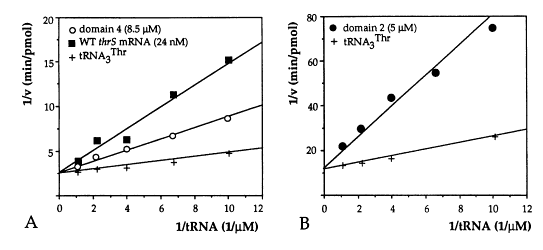 domain 4 (8.5 µM)
WT thrS mRNA (24 nM)
tRNA3Thr
1/v (min/pmol)
20
15
10
5
0
0 2 4 6 8 10 12
1/tRNA (1/µM)
A
domain 2 (5 µM)
tRNA3Thr
1/v (min/pmol)
80
60
40
20
0 2 4 6 8 10 12
1/tRNA (1/µM)
B